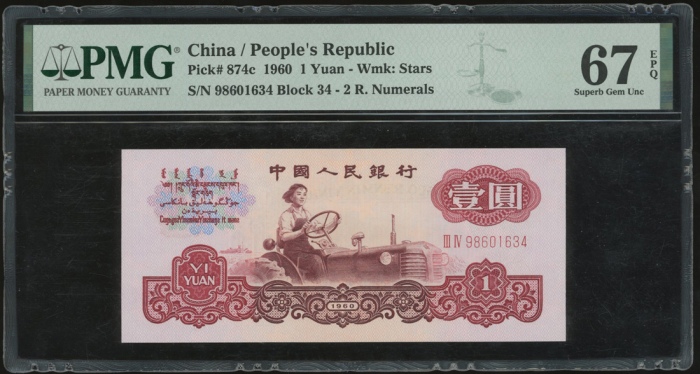 PMG
PAPER MONEY GUARANTY
China / People's Republic
Pick# 874c 1960 1 Yuan - Wmk: Stars
S/N 98601634 Block 34 - 2 R. Numerals
67 EPQ
Superb Gem Unc
中國人民銀行
壹圓
III IV 98601634
YI
YUAN
1960
1